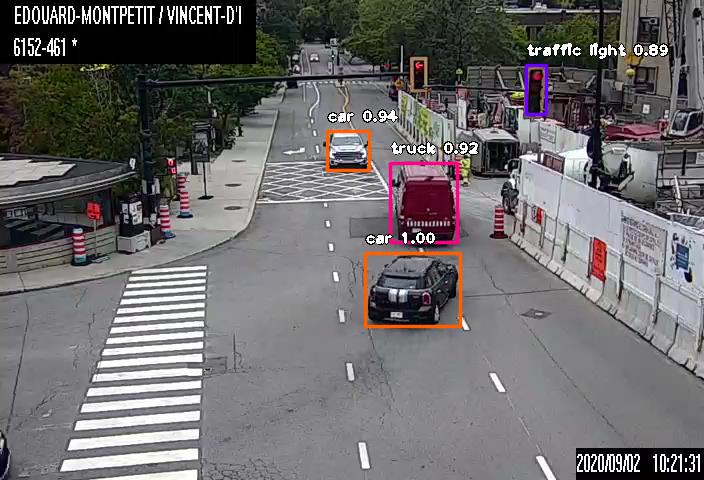 EDOUARD-MONTPETIT / VINCENT-D'I
6152-461 *
traffic light 0.89
car 0.94
truck 0.92
car 1.00
2020/09/02 10:21:31